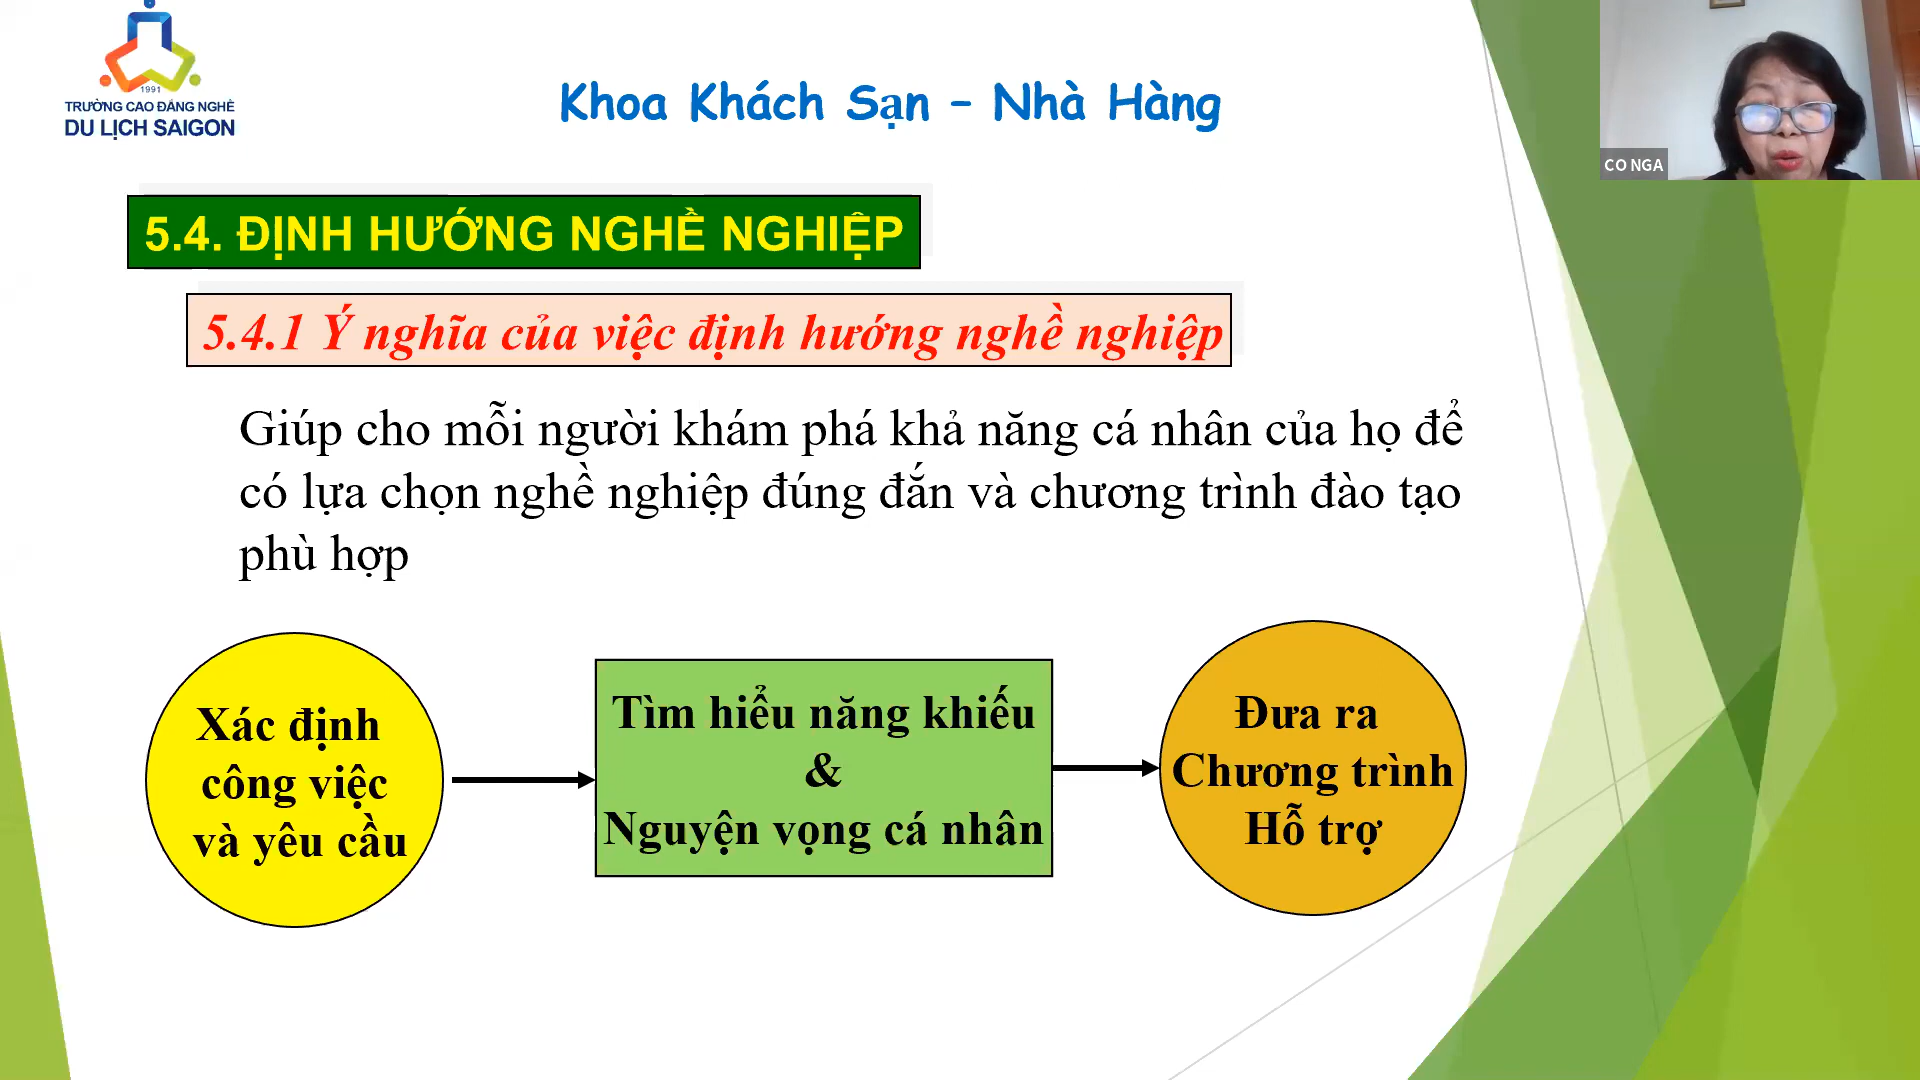 1991
TRƯỜNG CAO ĐẲNG NGHỀ
DU LỊCH SAIGON
Khoa Khách Sạn – Nhà Hàng
CO NGA
5.4. ĐỊNH HƯỚNG NGHỀ NGHIỆP
5.4.1 Ý nghĩa của việc định hướng nghề nghiệp
Giúp cho mỗi người khám phá khả năng cá nhân của họ để
có lựa chọn nghề nghiệp đúng đắn và chương trình đào tạo
phù hợp
Xác định
công việc
và yêu cầu
Tìm hiểu năng khiếu
&
Nguyện vọng cá nhân
Đưa ra
Chương trình
Hỗ trợ